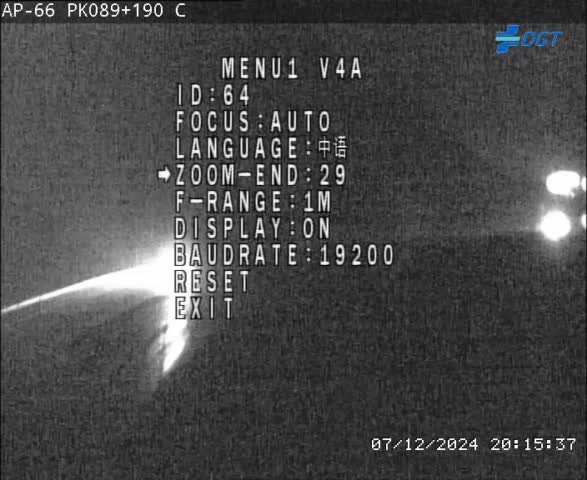 AP-66 PK089+190 C
DGT
MENU1 V4A
ID:64
FOCUS:AUTO
LANGUAGE:中语
ZOOM-END:29
F-RANGE:1M
DISPLAY:ON
BAUDRATE:19200
RESET
EXIT
07/12/2024 20:15:37